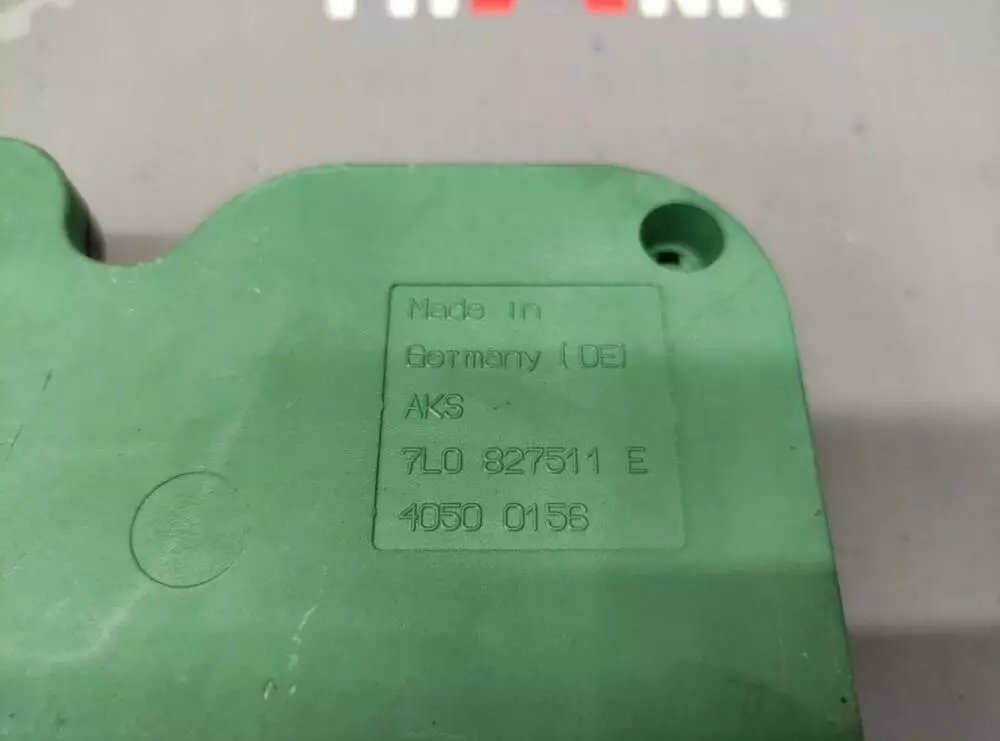 Made in
Germany (DE)
AKS
7L0 827511 E
4050 0156